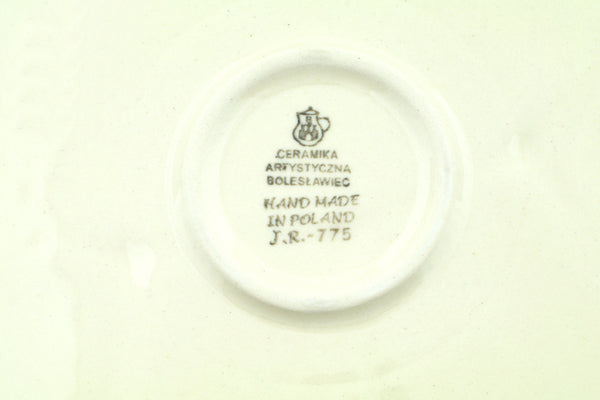 CERAMIKA
ARTYSTYCZNA
BOLESŁAWIEC
HAND MADE
IN POLAND
J.R.-775